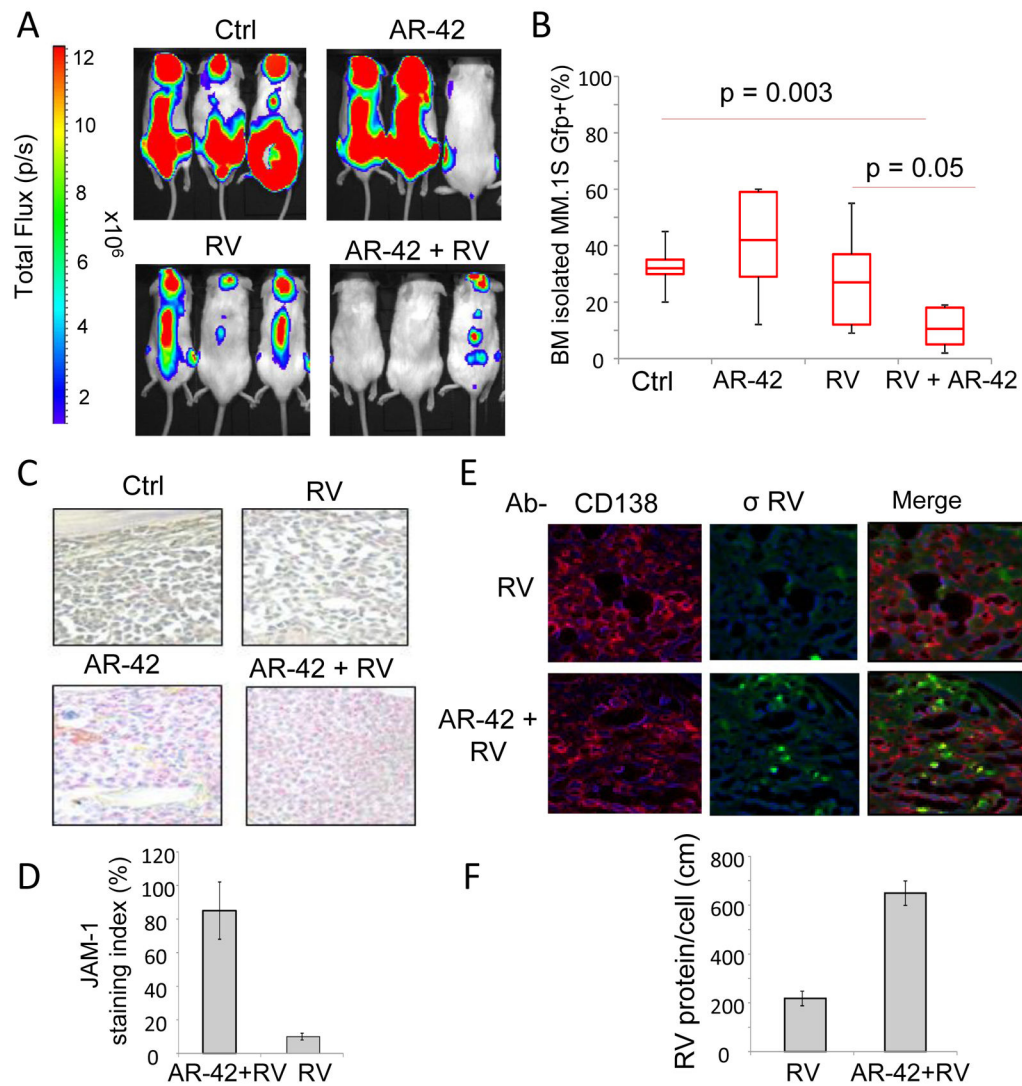 A
Ctrl
AR-42
12
10
8
6
4
2
Total Flux (p/s)
x10⁶
RV
AR-42 + RV
B
BM isolated MM.1S Gfp+(%)
100
80
60
40
20
0
p = 0.003
p = 0.05
Ctrl
AR-42
RV
RV + AR-42
C
Ctrl
RV
AR-42
AR-42 + RV
E
Ab-
CD138
σ RV
Merge
RV
AR-42 +
RV
D
JAM-1
staining index (%)
120
100
80
60
40
20
0
AR-42+RV
RV
F
RV protein/cell (cm)
800
600
400
200
0
RV
AR-42+RV